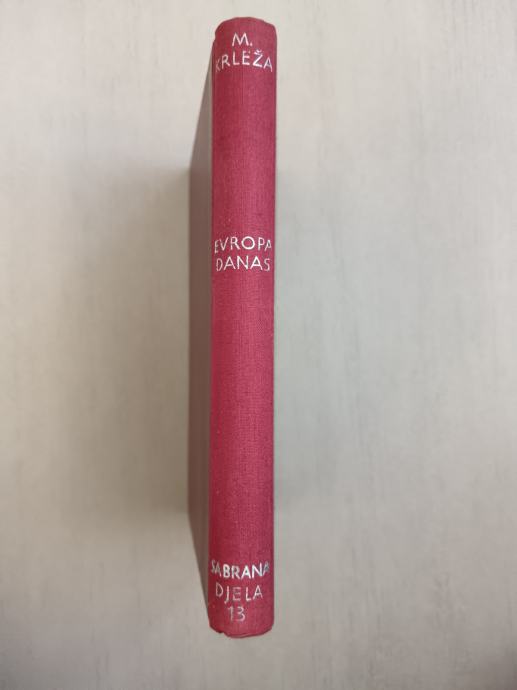 M.
KRLEŽA
EVROPA
DANAS
SABRANA
DJELA
13